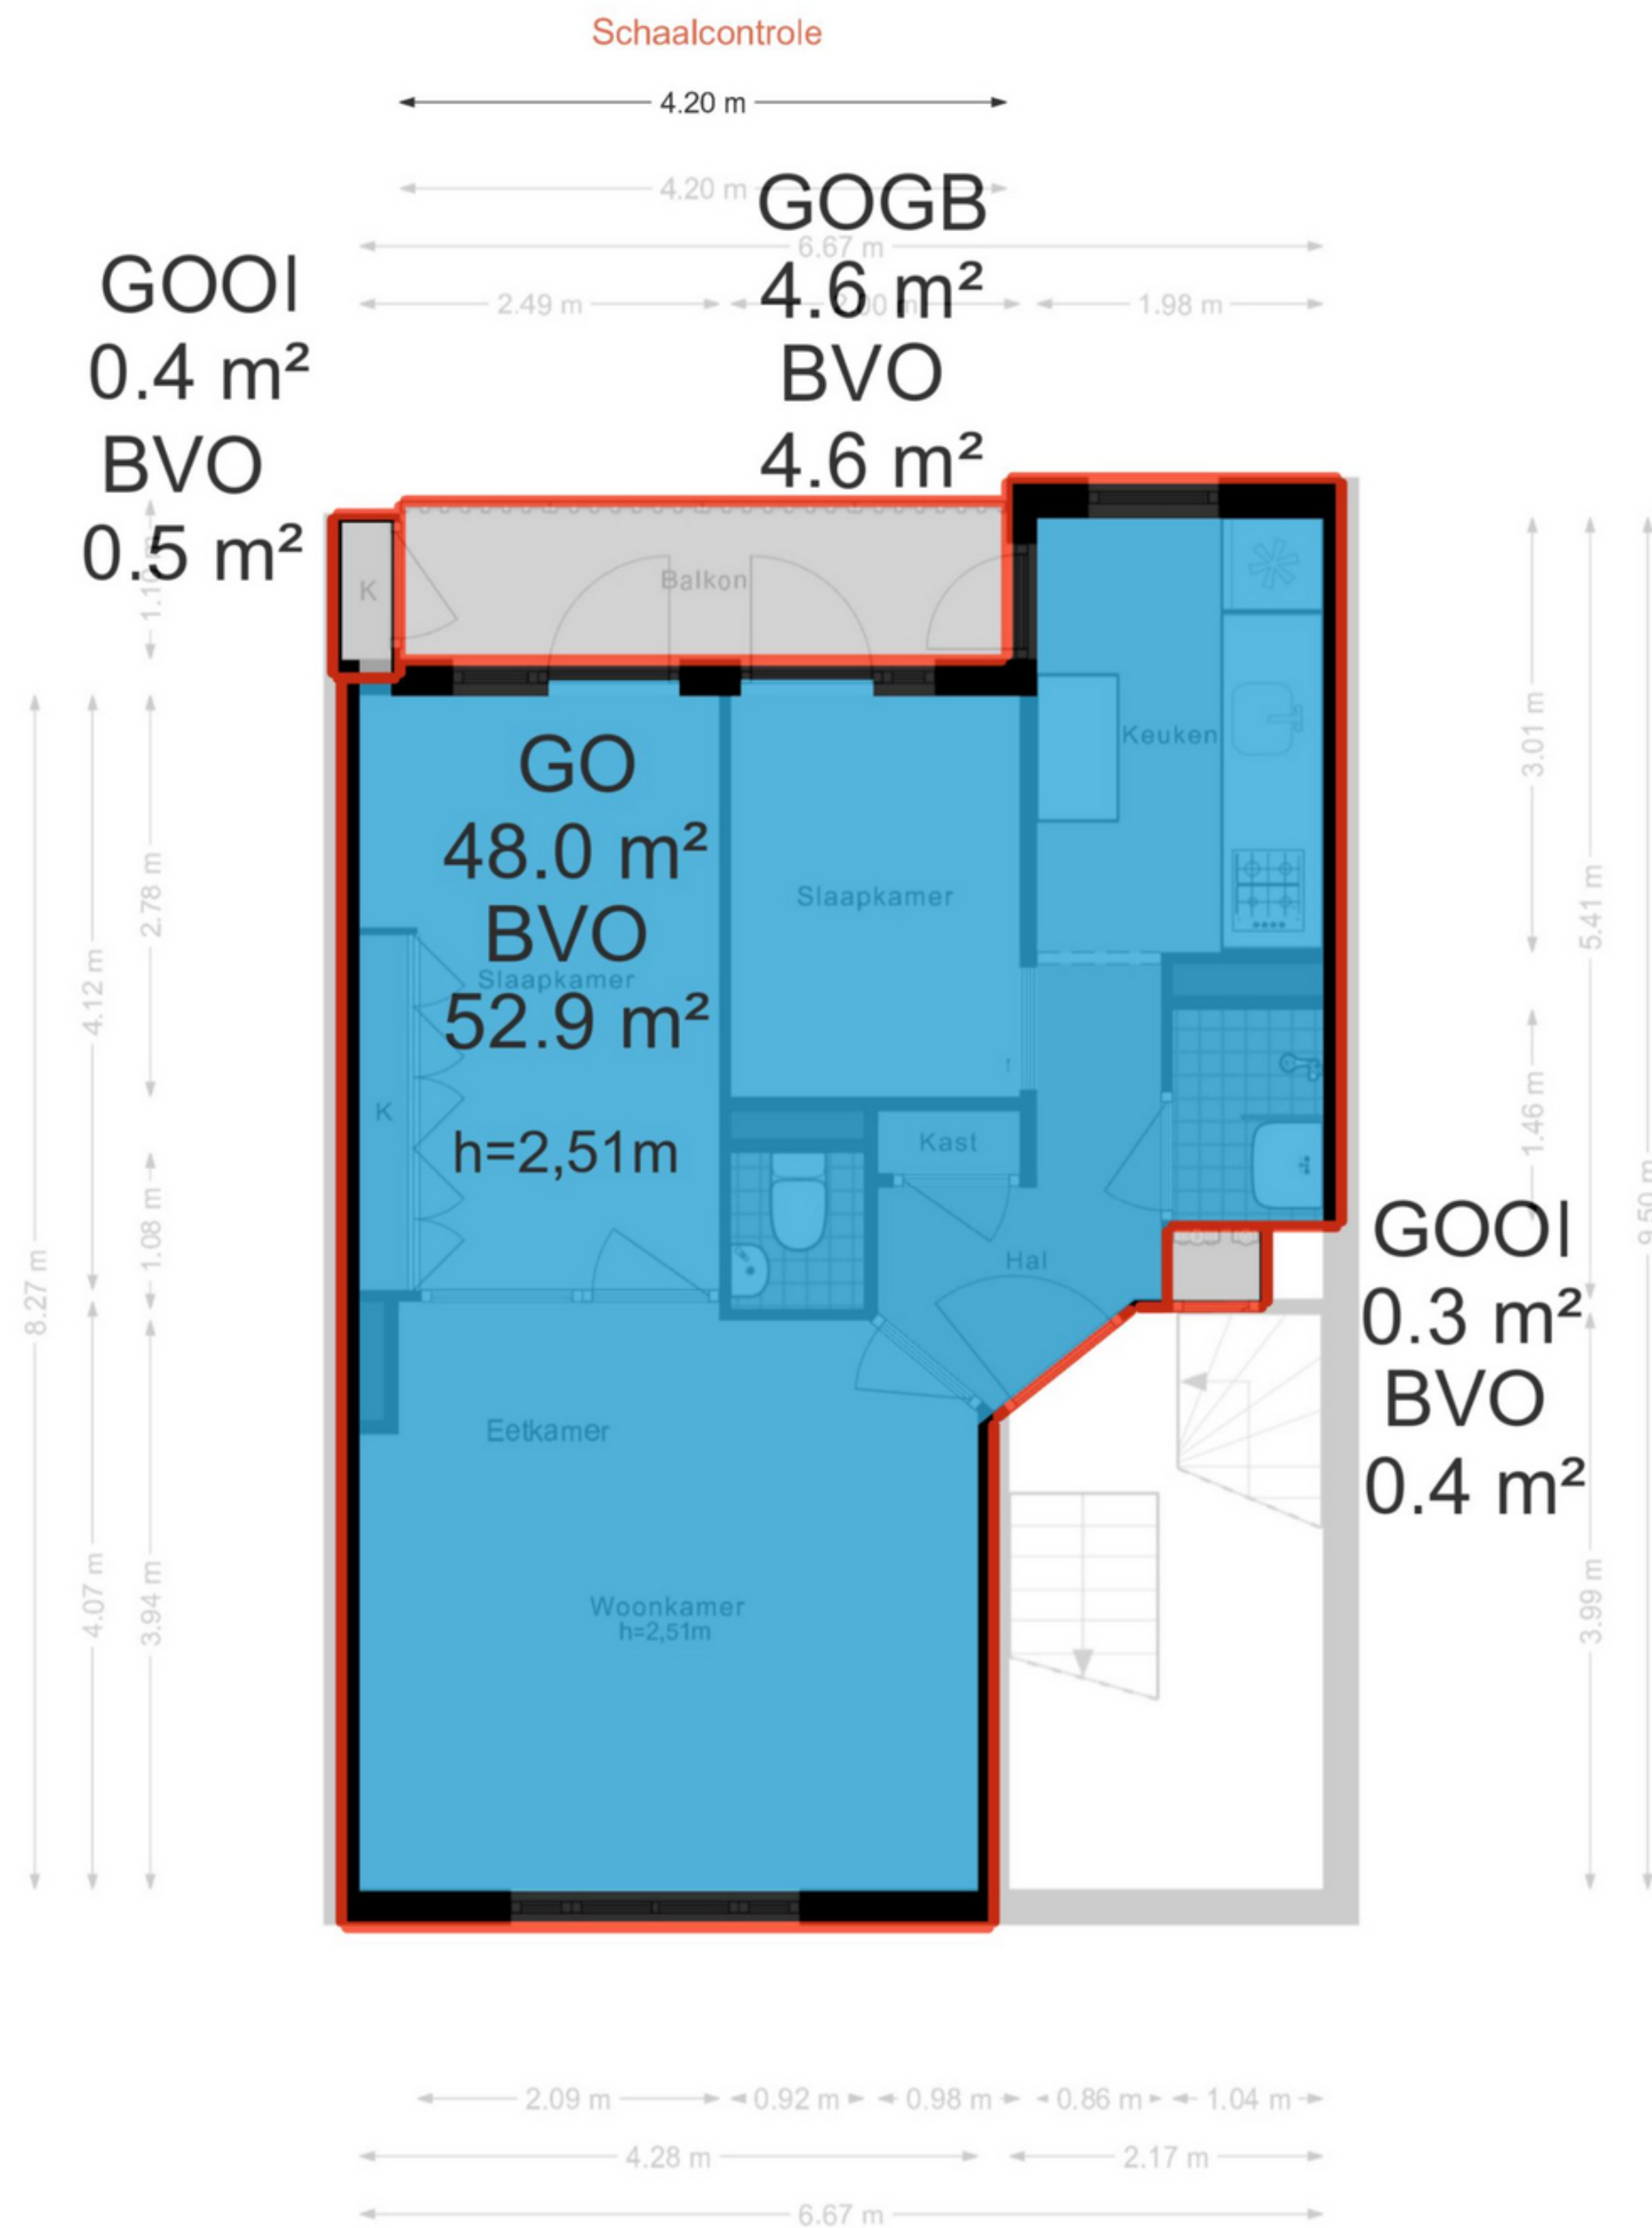 Schaalcontrole
4.20 m
4.20 m
GOGB
6.67 m
4.6 m²
2.49 m
1.98 m
BVO
4.6 m²
GOOI
0.4 m²
BVO
0.5 m²
1.10 m
K
Balkon
Keuken
GO
48.0 m²
BVO
52.9 m²
h=2,51m
Slaapkamer
Slaapkamer
K
Kast
Hal
Eetkamer
Woonkamer
h=2,51m
GOOI
0.3 m²
BVO
0.4 m²
8.27 m
4.12 m
2.78 m
1.08 m
4.07 m
3.94 m
3.01 m
5.41 m
1.46 m
9.50 m
3.99 m
2.09 m
0.92 m
0.98 m
0.86 m
1.04 m
4.28 m
2.17 m
6.67 m